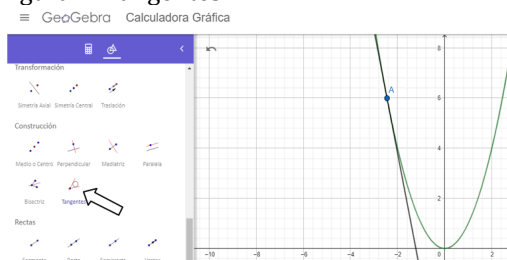 GeoGebra Calculadora Gráfica
Transformación
Simetría Axial Simetría Central Traslación
Construcción
Medio o Centro Perpendicular Mediatriz Paralela
Bisectriz Tangentes
Rectas
A
8
6
4
2
0
-10 -8 -6 -4 -2 0 2